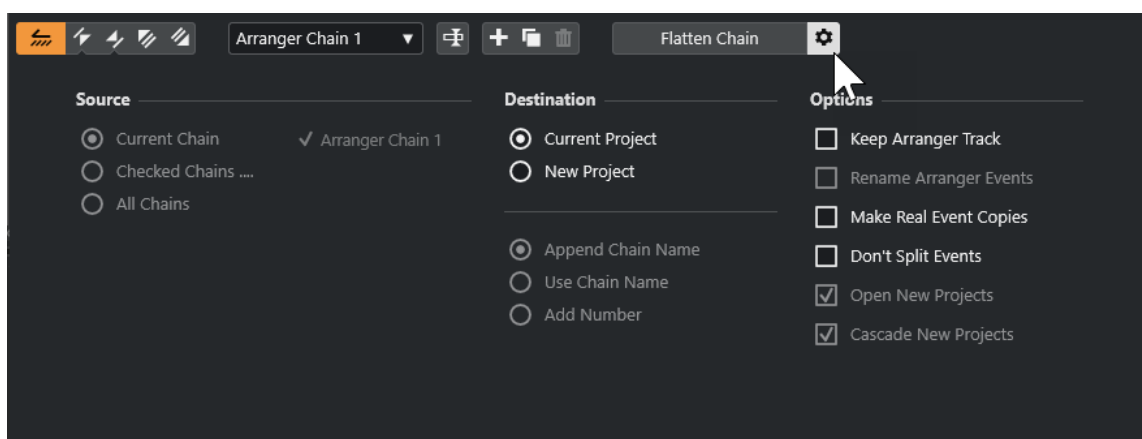 Arranger Chain 1 Flatten Chain
Source Destination Options
Current Chain Arranger Chain 1 Current Project Keep Arranger Track
Checked Chains .... New Project Rename Arranger Events
All Chains Make Real Event Copies
Append Chain Name Don't Split Events
Use Chain Name Open New Projects
Add Number Cascade New Projects